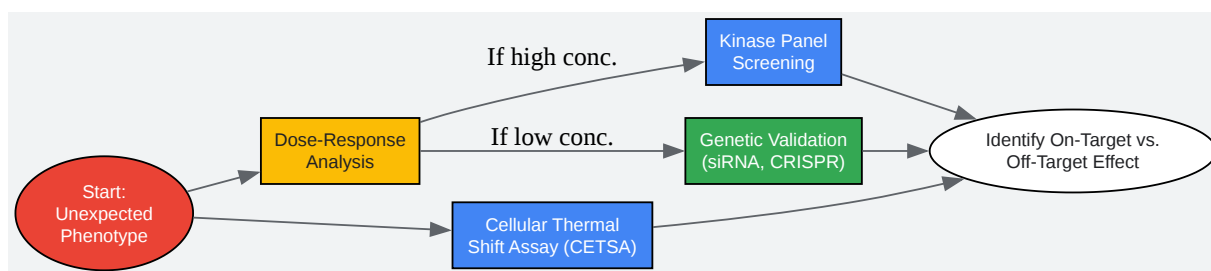 If high conc.
Kinase Panel
Screening
Dose-Response
Analysis
If low conc.
Genetic Validation
(siRNA, CRISPR)
Identify On-Target vs.
Off-Target Effect
Start:
Unexpected
Phenotype
Cellular Thermal
Shift Assay (CETSA)